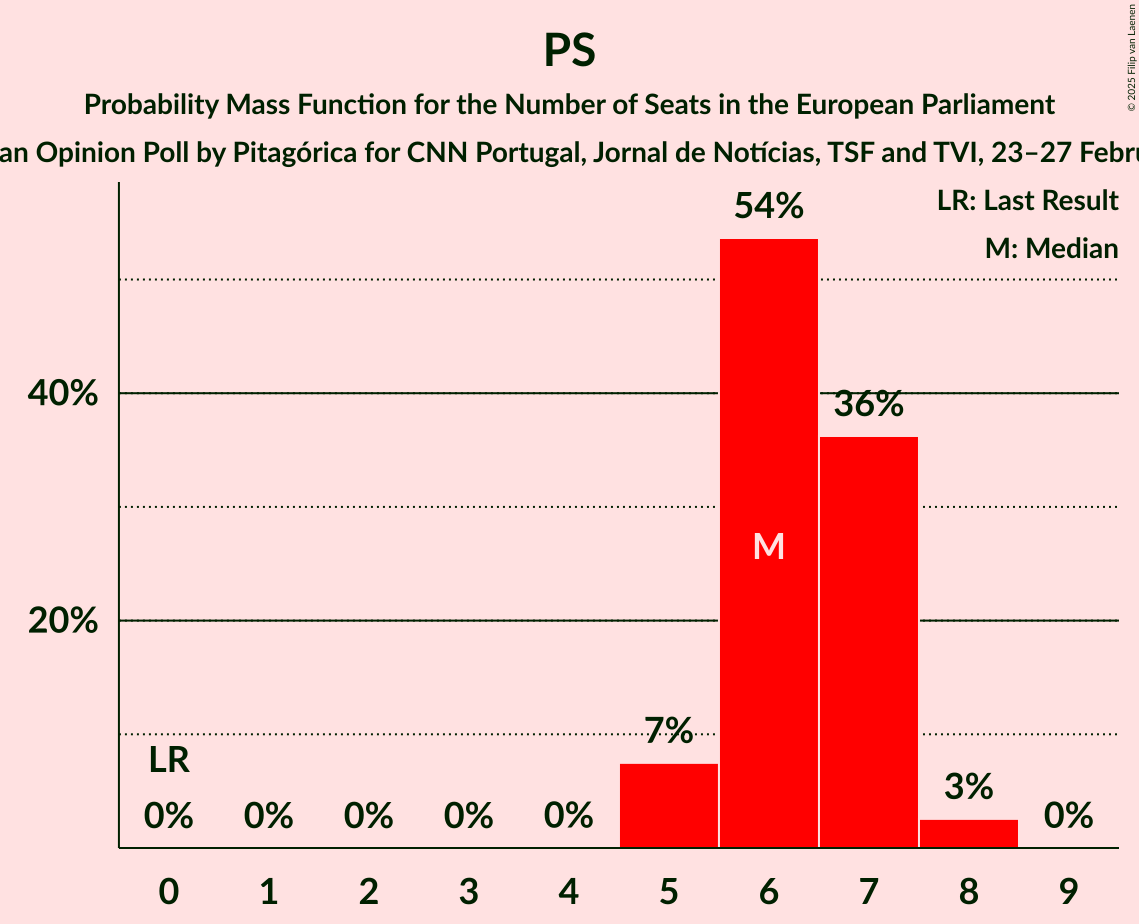 PS
Probability Mass Function for the Number of Seats in the European Parliament
an Opinion Poll by Pitagórica for CNN Portugal, Jornal de Notícias, TSF and TVI, 23–27
© 2025 Filip van Laenen
LR: Last Result
M: Median
54%
40%
36%
M
20%
7%
LR
3%
0% 0% 0% 0% 0% 0%
0 1 2 3 4 5 6 7 8 9